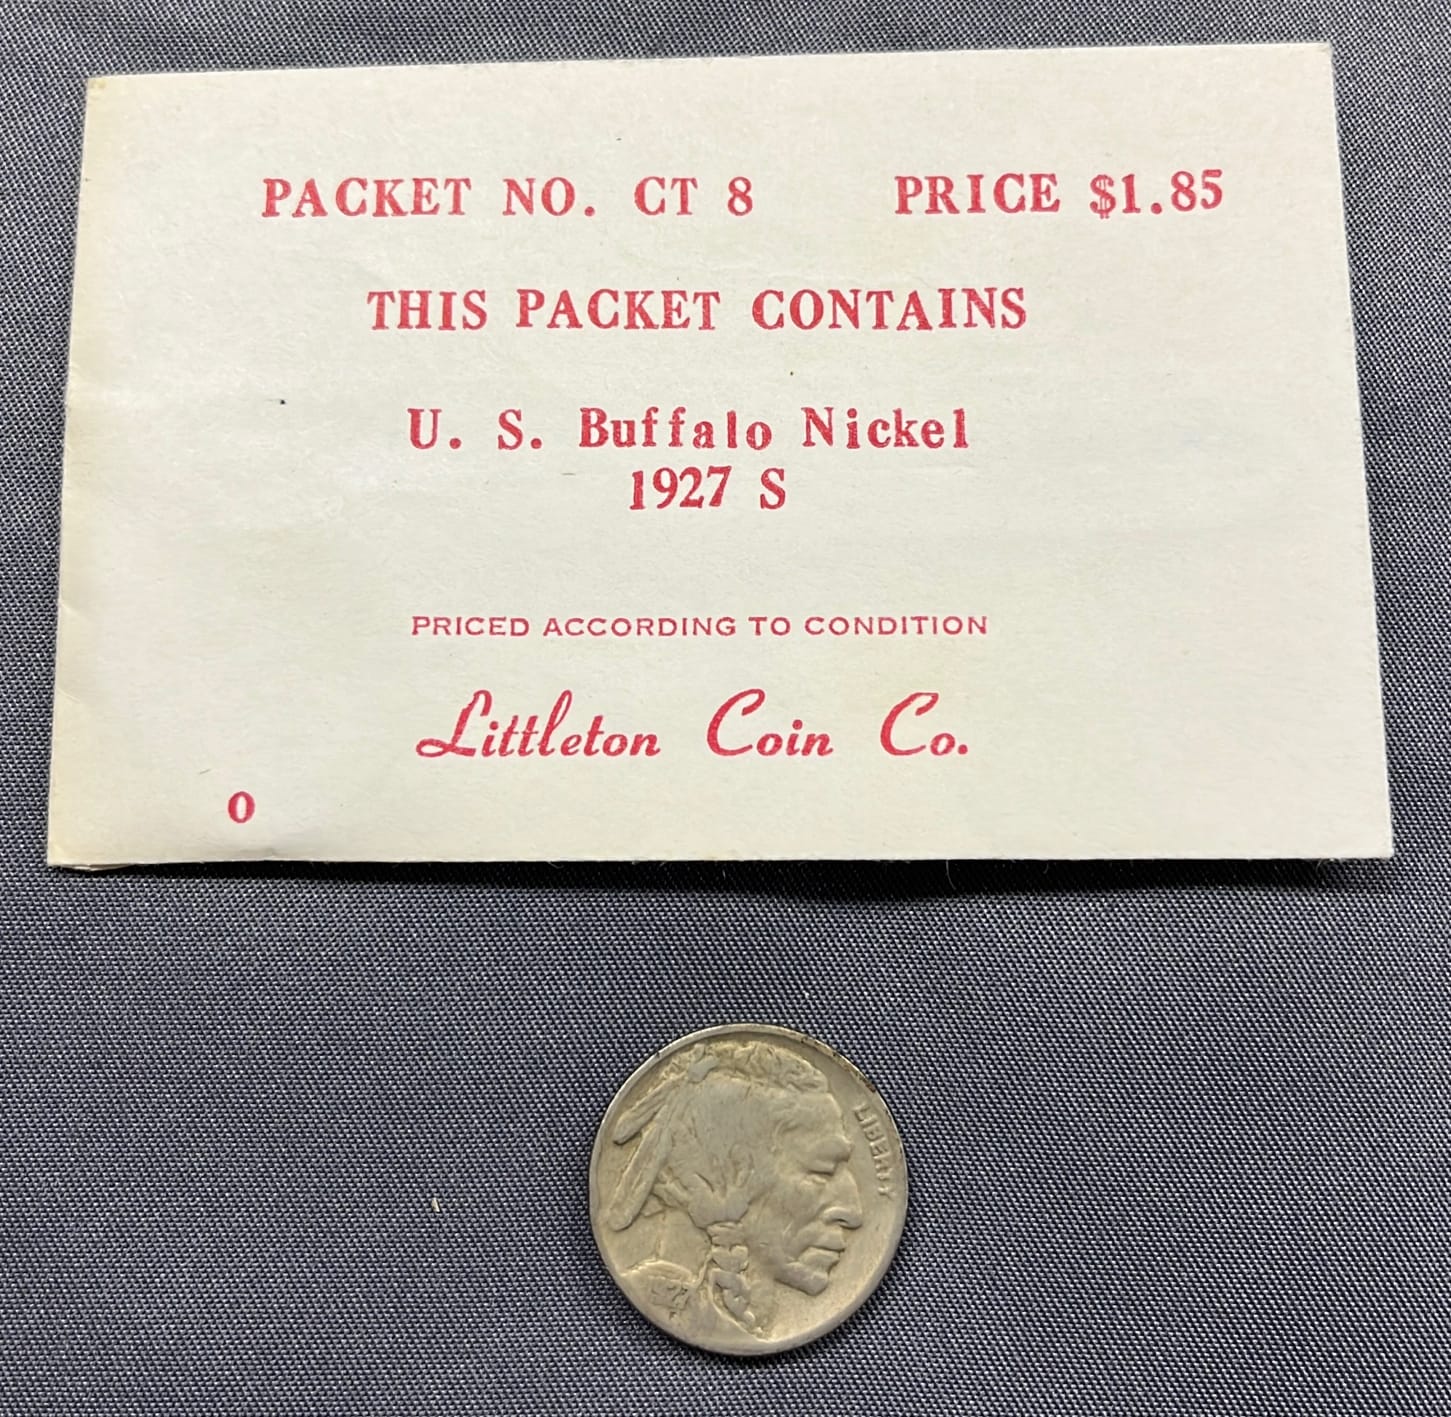 PACKET NO. CT 8 PRICE $1.85
THIS PACKET CONTAINS
U. S. Buffalo Nickel
1927 S
PRICED ACCORDING TO CONDITION
Littleton Coin Co.
O
LIBERTY